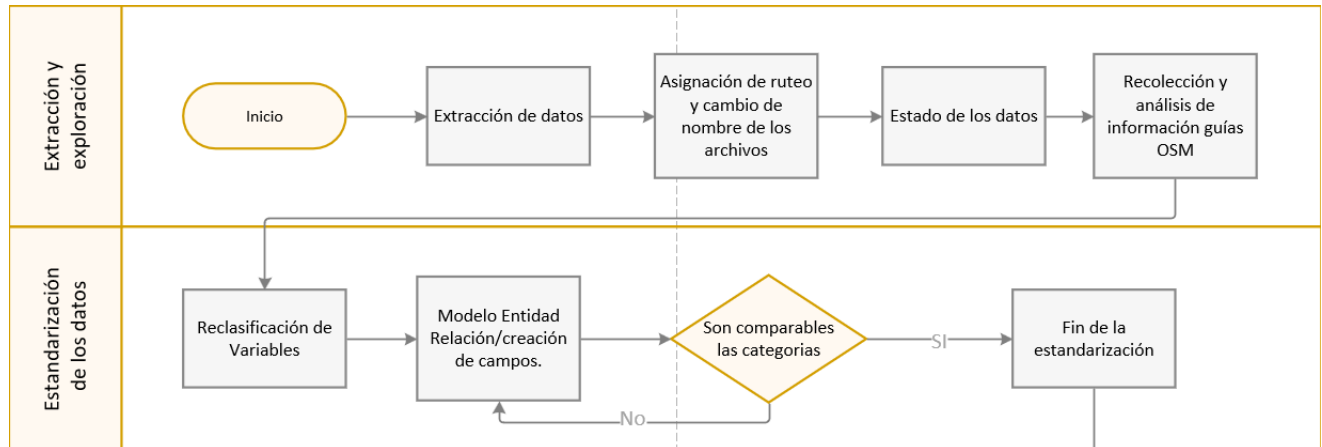 Extracción y
exploración
Inicio
Extracción de datos
Asignación de ruteo
y cambio de
nombre de los
archivos
Estado de los datos
Recolección y
análisis de
información guías
OSM
Estandarización
de los datos
Reclasificación de
Variables
Modelo Entidad
Relación/creación
de campos.
Son comparables
las categorias
SI
No
Fin de la
estandarización